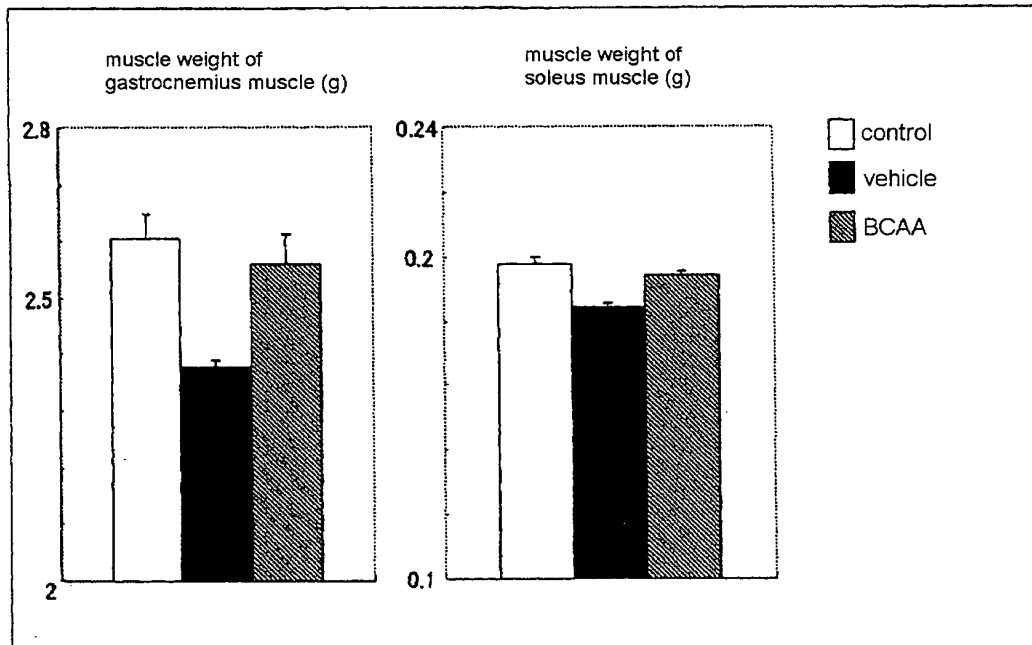 muscle weight of
gastrocnemius muscle (g)
2.8
2.5
2
muscle weight of
soleus muscle (g)
0.24
0.2
0.1
control
vehicle
BCAA